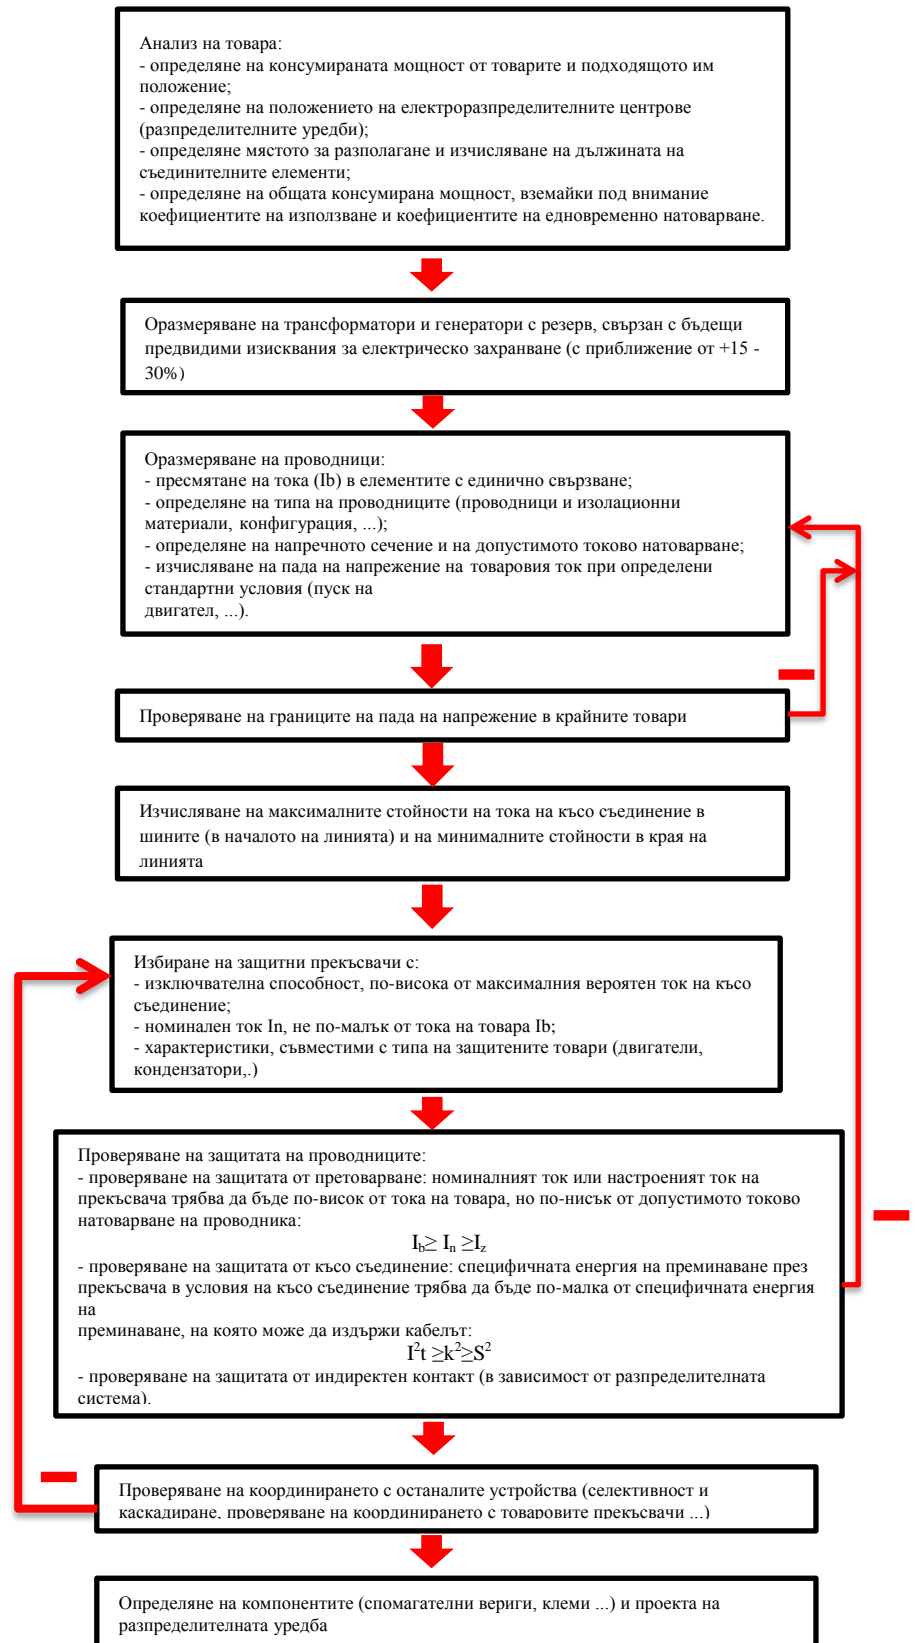 Анализ на товара:
- определяне на консумираната мощност от товарите и подходящото им
положение;
- определяне на положението на електроразпределителните центрове
(разпределителните уредби);
- определяне мястото за разполагане и изчисляване на дължината на
съединителните елементи;
- определяне на общата консумирана мощност, вземайки под внимание
коефициентите на използване и коефициентите на едновременно натоварване.
Оразмеряване на трансформатори и генератори с резерв, свързан с бъдещи
предвидими изисквания за електрическо захранване (с приближение от +15 -
30%)
Оразмеряване на проводници:
- пресмятане на тока (Ib) в елементите с единично свързване;
- определяне на типа на проводниците (проводници и изолационни
материали, конфигурация, ...);
- определяне на напречното сечение и на допустимото токово натоварване;
- изчисляване на пада на напрежение на товаровия ток при определени
стандартни условия (пуск на
двигател, ...).
Проверяване на границите на пада на напрежение в крайните товари
Изчисляване на максималните стойности на тока на късо съединение в
шините (в началото на линията) и на минималните стойности в края на
линията
Избиране на защитни прекъсвачи с:
- изключвателна способност, по-висока от максималния вероятен ток на късо
съединение;
- номинален ток In, не по-малък от тока на товара Ib;
- характеристики, съвместими с типа на защитените товари (двигатели,
кондензатори,.)
Проверяване на защитата на проводниците:
- проверяване на защитата от претоварване: номиналният ток или настроеният ток на
прекъсвача трябва да бъде по-висок от тока на товара, но по-нисък от допустимото токово
натоварване на проводника:
I_b≥ I_n ≥I_z
- проверяване на защитата от късо съединение: специфичната енергия на преминаване през
прекъсвача в условия на късо съединение трябва да бъде по-малка от специфичната енергия
на
преминаване, на която може да издържи кабелът:
I²t ≥k²≥S²
- проверяване на защитата от индиректен контакт (в зависимост от разпределителната
система).
Проверяване на координирането с останалите устройства (селективност и
каскадиране, проверяване на координирането с товаровите прекъсвачи ...)
Определяне на компонентите (спомагателни вериги, клеми ...) и проекта на
разпределителната уредба